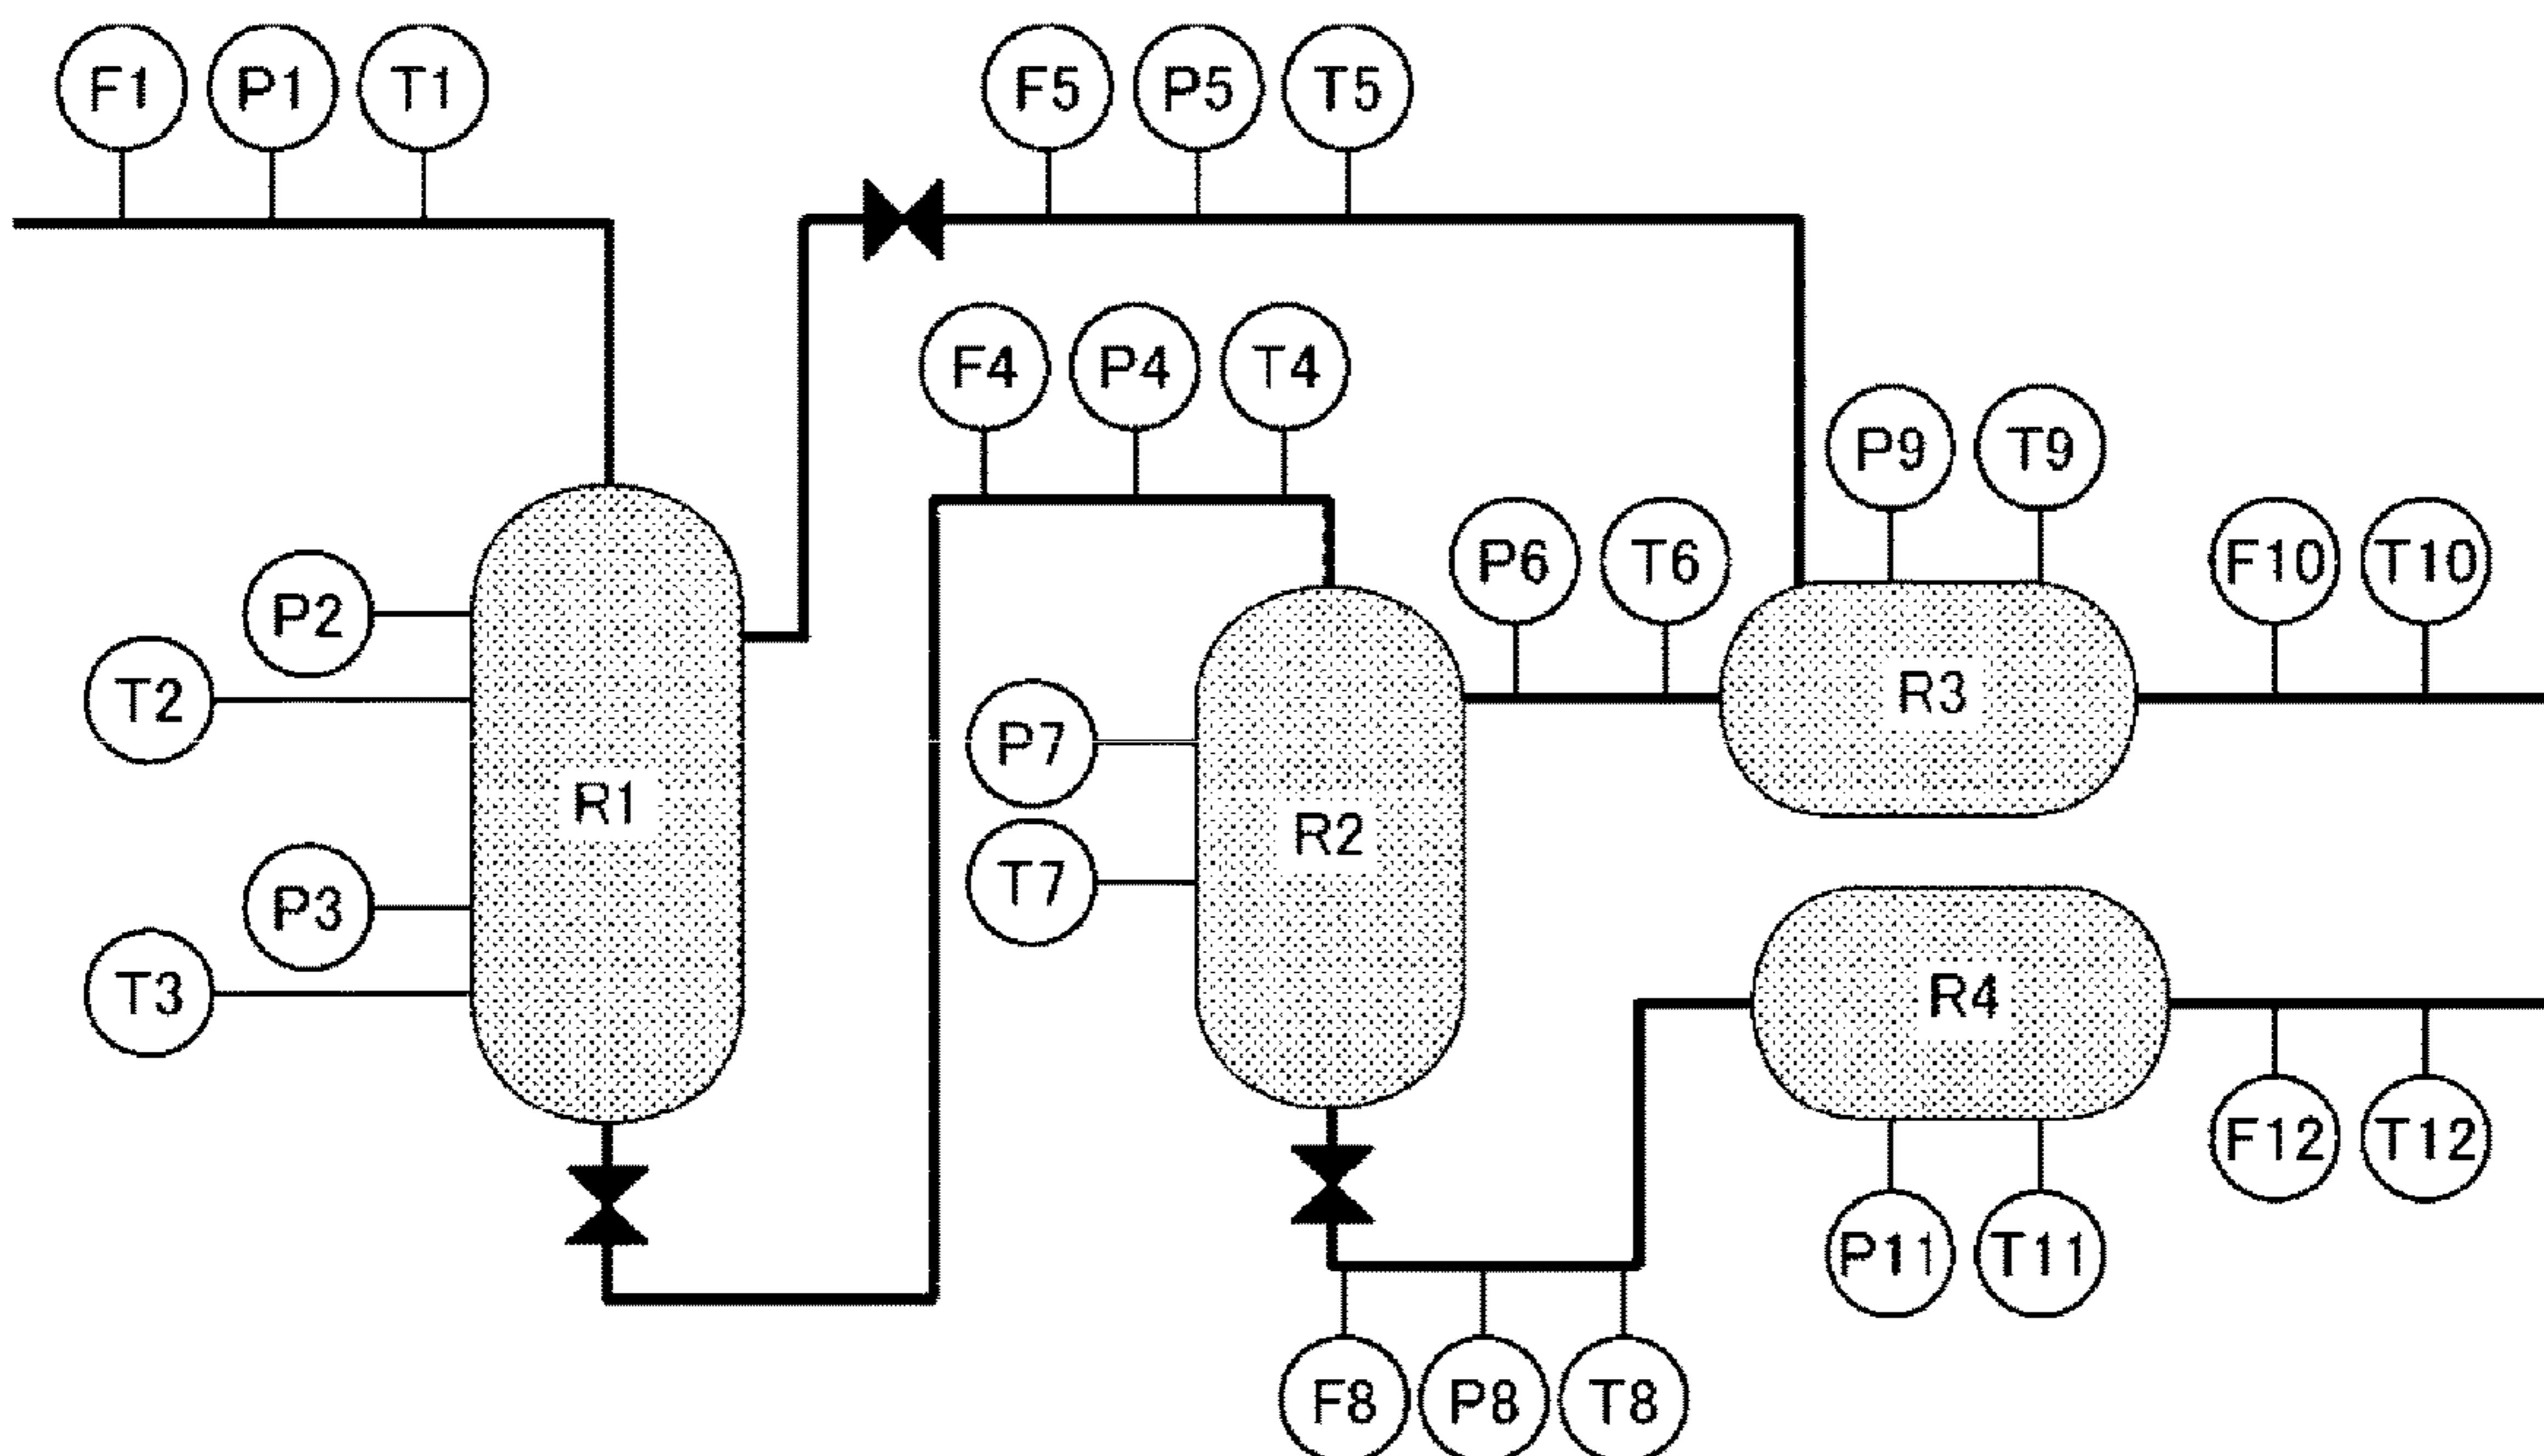 F1 P1 T1 F5 P5 T5
F4 P4 T4
P9 T9
P6 T6 F10 T10
P2
T2 R3
P7
R1 R2
T7
P3
T3 R4
F12 T12
P11 T11
F8 P8 T8